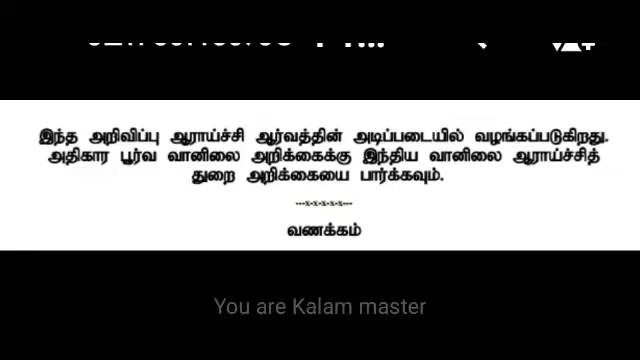 இந்த அறிவிப்பு ஆராய்ச்சி ஆர்வத்தின் அடிப்படையில் வழங்கப்படுகிறது.
அதிகார பூர்வ வானிலை அறிக்கைக்கு இந்திய வானிலை ஆராய்ச்சித்
துறை அறிக்கையை பார்க்கவும்.
---x-x-x-x-x---
வணக்கம்
You are Kalam master